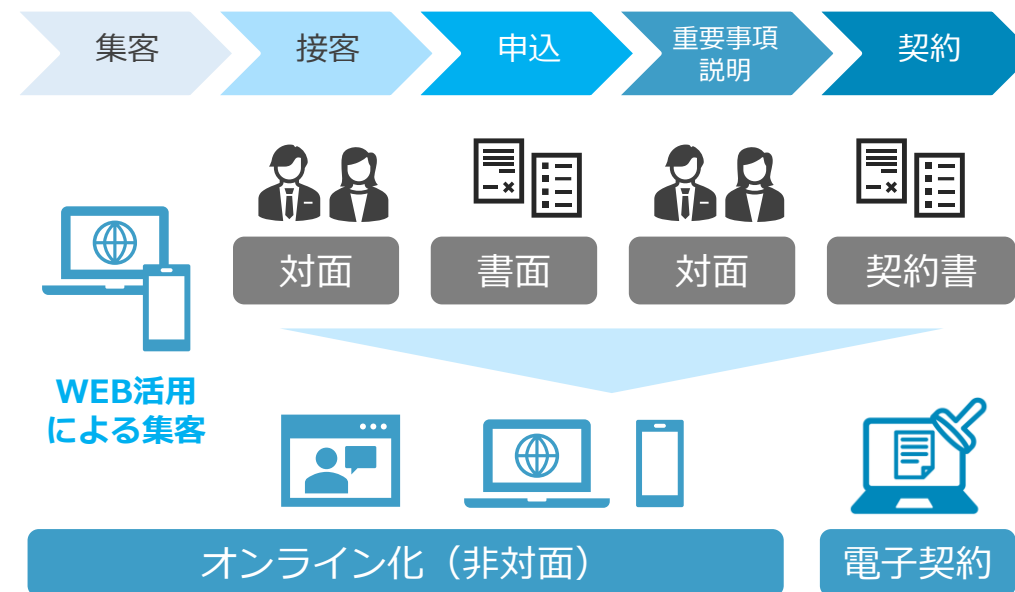 集客
接客
申込
重要事項
説明
契約
対面
書面
対面
契約書
WEB活用
による集客
オンライン化（非対面）
電子契約